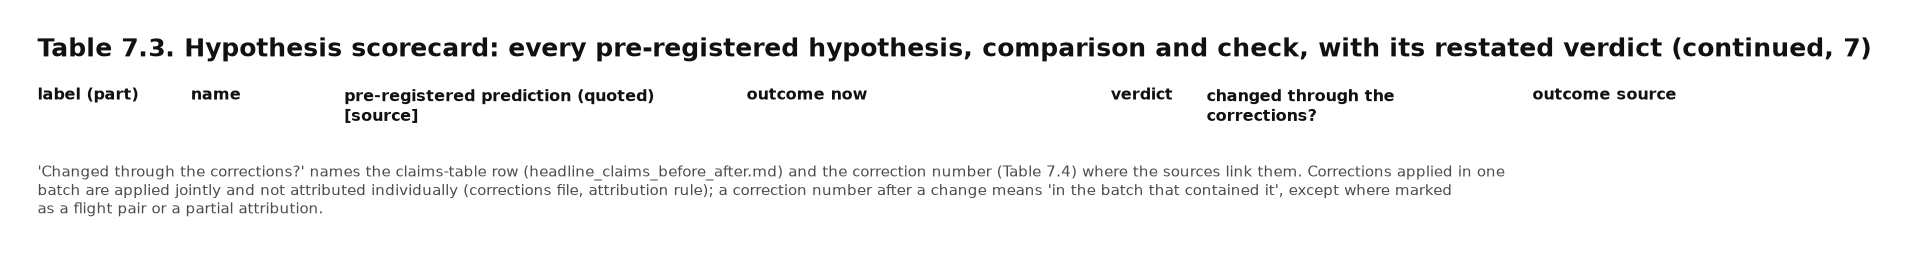 Table 7.3. Hypothesis scorecard: every pre-registered hypothesis, comparison and check, with its restated verdict (continued, 7)
label (part) name pre-registered prediction (quoted) outcome now verdict changed through the outcome source
[source] corrections?
'Changed through the corrections?' names the claims-table row (headline_claims_before_after.md) and the correction number (Table 7.4) where the sources link them. Corrections applied in one
batch are applied jointly and not attributed individually (corrections file, attribution rule); a correction number after a change means 'in the batch that contained it', except where marked
as a flight pair or a partial attribution.